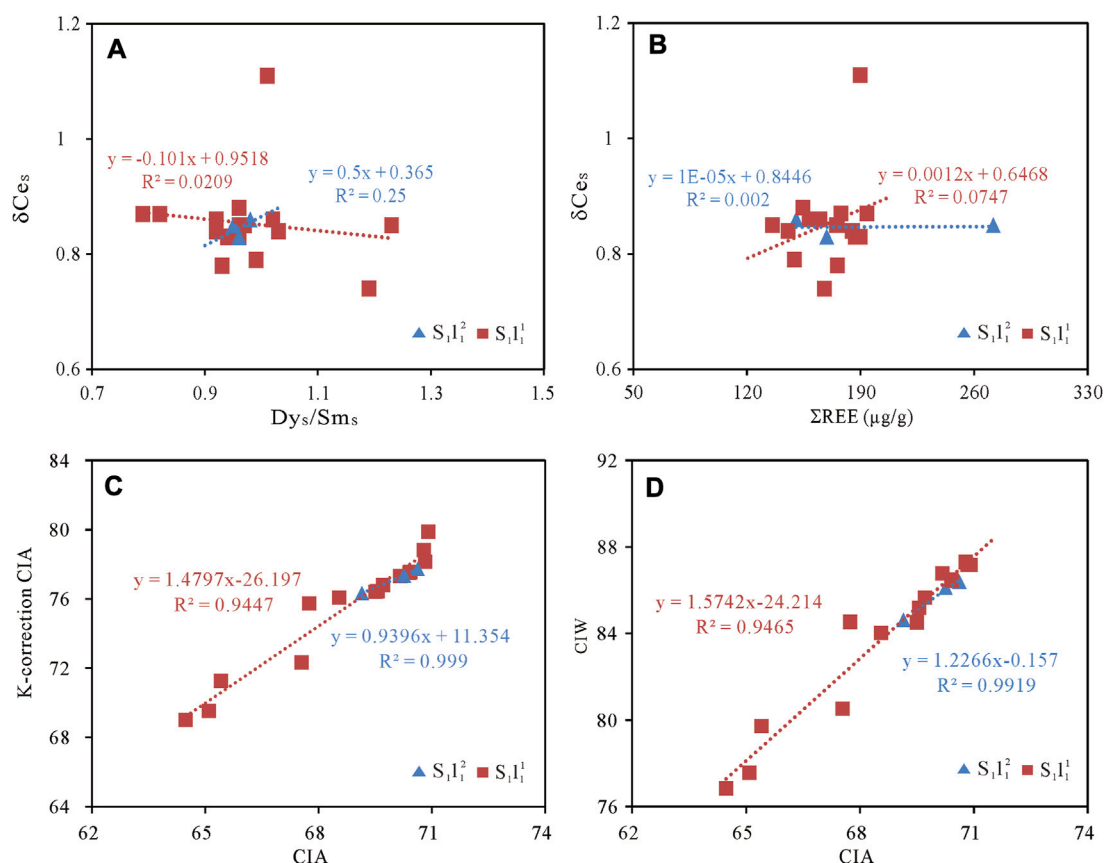 A
1.2
1
0.8
0.6
δCes
y = -0.101x + 0.9518
R² = 0.0209
y = 0.5x + 0.365
R² = 0.25
S₁l₁² S₁l₁¹
0.7 0.9 1.1 1.3 1.5
Dys/Sms
B
1.2
1
0.8
0.6
δCes
y = 1E-05x + 0.8446
R² = 0.002
y = 0.0012x + 0.6468
R² = 0.0747
S₁l₁² S₁l₁¹
50 120 190 260 330
ΣREE (µg/g)
C
84
80
76
72
68
64
K-correction CIA
y = 1.4797x-26.197
R² = 0.9447
y = 0.9396x + 11.354
R² = 0.999
S₁l₁² S₁l₁¹
62 65 68 71 74
CIA
D
92
88
84
80
76
CIW
y = 1.5742x-24.214
R² = 0.9465
y = 1.2266x-0.157
R² = 0.9919
S₁l₁² S₁l₁¹
62 65 68 71 74
CIA